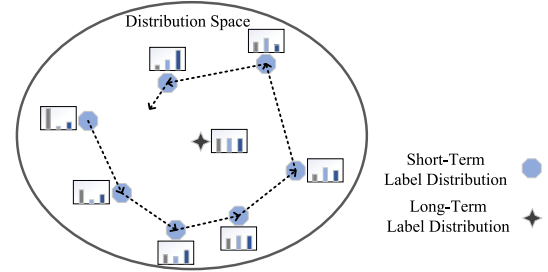 Distribution Space
Short-Term
Label Distribution
Long-Term
Label Distribution